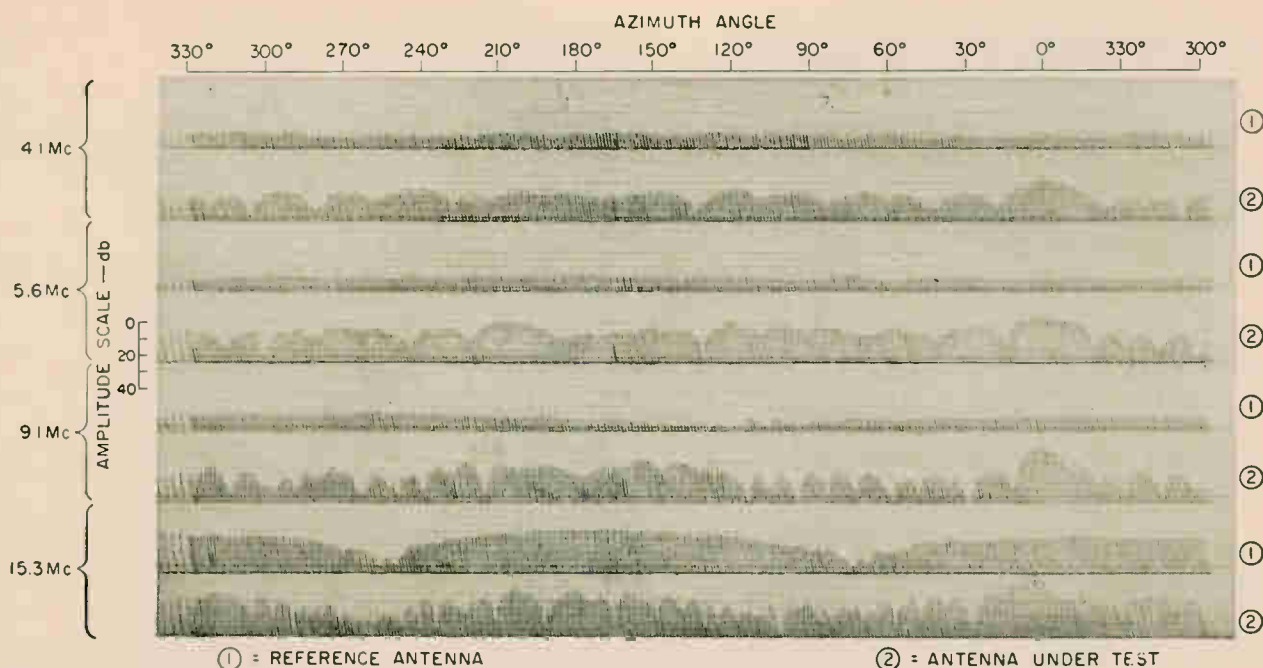 AZIMUTH ANGLE
330° 300° 270° 240° 210° 180° 150° 120° 90° 60° 30° 0° 330° 300°
①
4 1 Mc
②
①
5.6 Mc
②
AMPLITUDE SCALE — db
0
20
40
①
9 1 Mc
②
①
15.3 Mc
②
① = REFERENCE ANTENNA
② = ANTENNA UNDER TEST